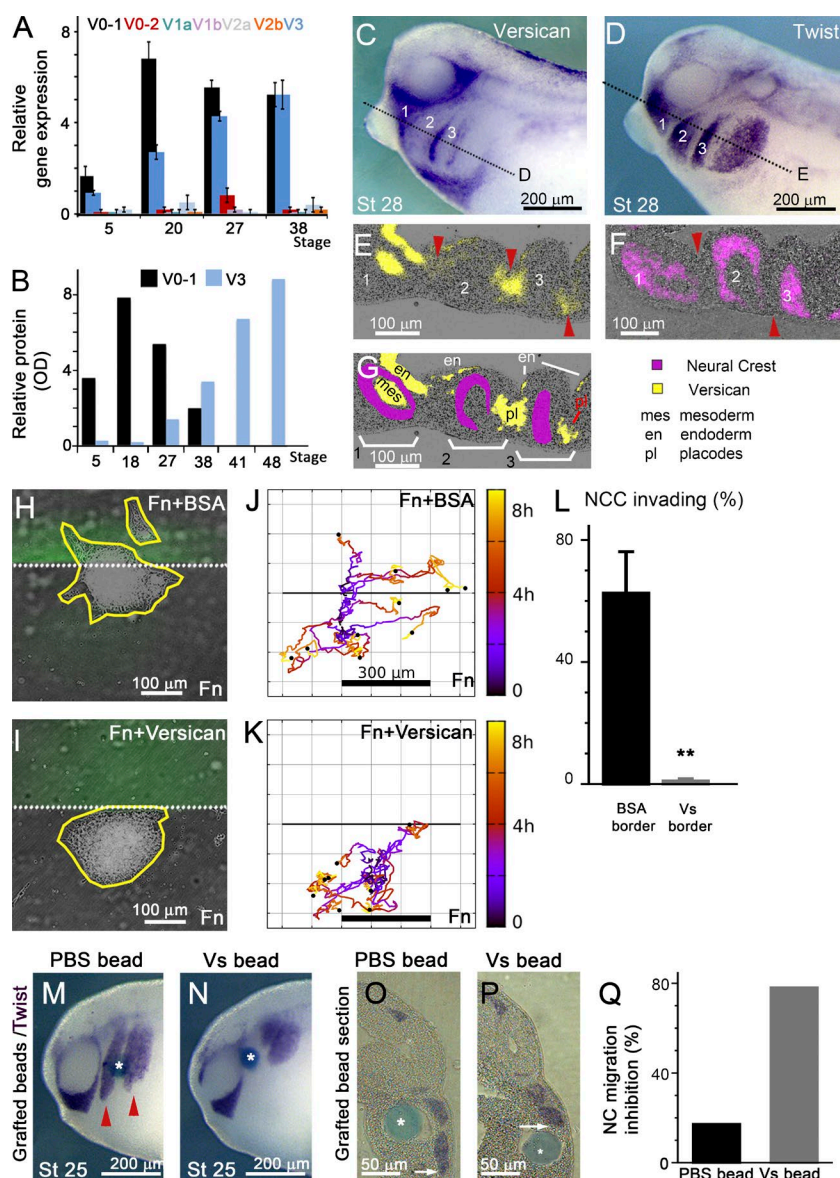 A
V0-1 V0-2 V1a V1b V2a V2b V3
Relative
gene expression
8
4
0
5 20 27 38 Stage
B
V0-1 V3
Relative protein
(OD)
8
4
0
5 18 27 38 41 48 Stage
C Versican
1
2
3
D
St 28
200 µm
D Twist
1
2
3
E
St 28
200 µm
E
1
2
3
100 µm
F
1
2
3
100 µm
G
en
mes
en
en
pl
pl
1
2
3
100 µm
Neural Crest
Versican
mes mesoderm
en endoderm
pl placodes
H
Fn+BSA
100 µm
Fn
I
Fn+Versican
100 µm
Fn
J
Fn+BSA
300 µm
Fn
8h
4h
0
K
Fn+Versican
Fn
8h
4h
0
L
NCC invading (%)
80
40
0
**
BSA
border
Vs
border
Grafted beads /Twist
PBS bead
M
*
St 25
200 µm
Vs bead
N
*
St 25
200 µm
Grafted bead section
PBS bead
O
*
50 µm
Vs bead
P
*
50 µm
Q
NC migration
inhibition (%)
80
40
0
PBS bead Vs bead